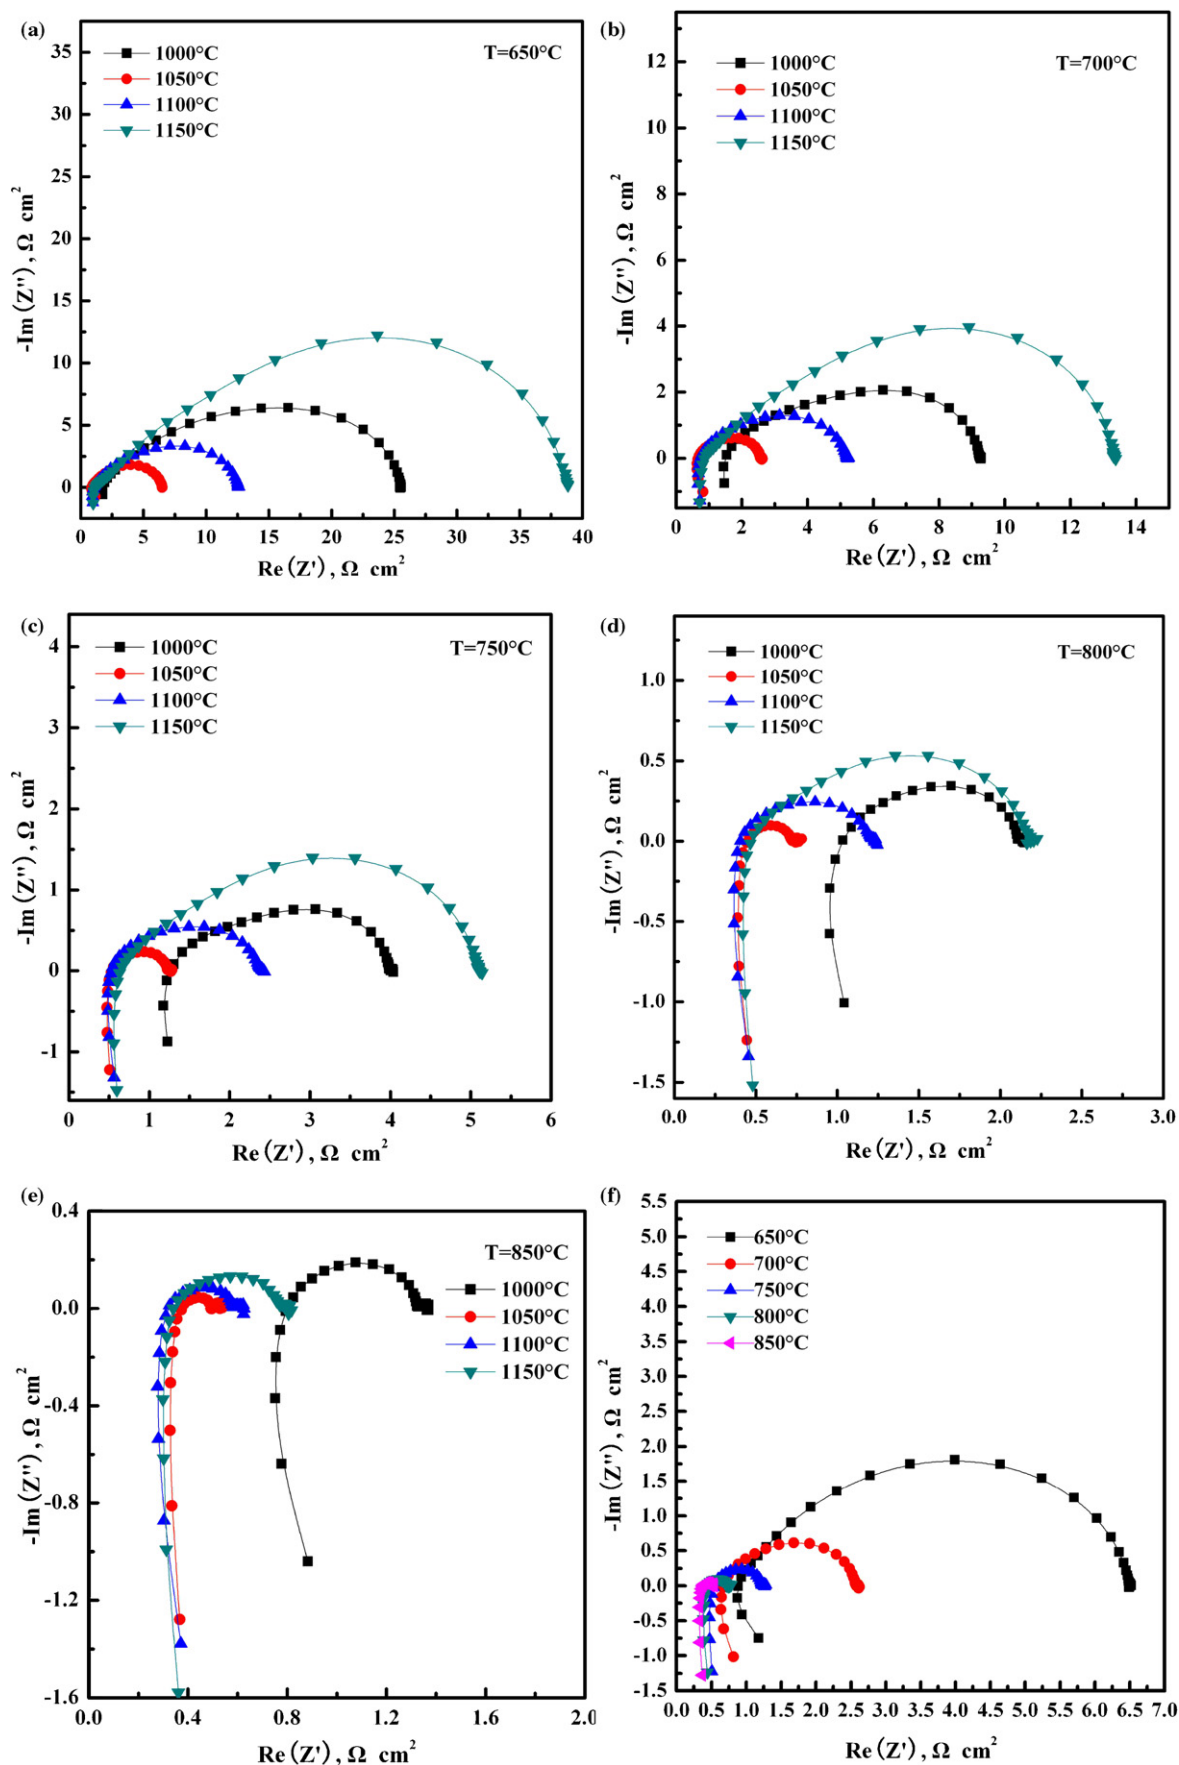 (a)
1000°C
1050°C
1100°C
1150°C
T=650°C
35
30
25
20
15
10
5
0
-Im(Z''), Ω cm²
0 5 10 15 20 25 30 35 40
Re(Z'), Ω cm²
(b)
1000°C
1050°C
1100°C
1150°C
T=700°C
12
10
8
6
4
2
0
-Im(Z''), Ω cm²
0 2 4 6 8 10 12 14
Re(Z'), Ω cm²
(c)
1000°C
1050°C
1100°C
1150°C
T=750°C
4
3
2
1
0
-1
-Im(Z''), Ω cm²
0 1 2 3 4 5 6
Re(Z'), Ω cm²
(d)
1000°C
1050°C
1100°C
1150°C
T=800°C
1.0
0.5
0.0
-0.5
-1.0
-1.5
-Im(Z''), Ω cm²
0.0 0.5 1.0 1.5 2.0 2.5 3.0
Re(Z'), Ω cm²
(e)
T=850°C
1000°C
1050°C
1100°C
1150°C
0.4
0.0
-0.4
-0.8
-1.2
-1.6
-Im(Z''), Ω cm²
0.0 0.4 0.8 1.2 1.6 2.0
Re(Z'), Ω cm²
(f)
650°C
700°C
750°C
800°C
850°C
5.5
5.0
4.5
4.0
3.5
3.0
2.5
2.0
1.5
1.0
0.5
0.0
-0.5
-1.0
-1.5
-Im(Z''), Ω cm²
0.0 0.5 1.0 1.5 2.0 2.5 3.0 3.5 4.0 4.5 5.0 5.5 6.0 6.5 7.0
Re(Z'), Ω cm²